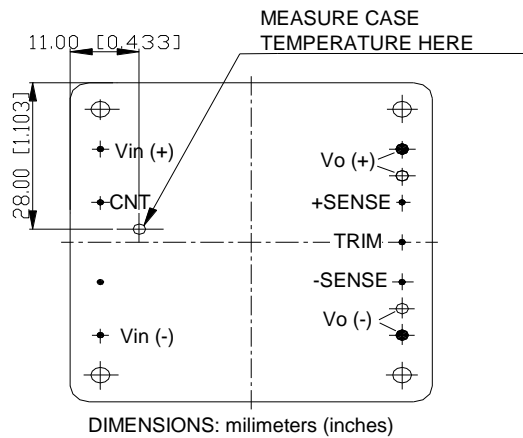 MEASURE CASE
TEMPERATURE HERE
11.00 [0.433]
28.00 [1.103]
Vin (+)
Vo (+)
CNT
+SENSE
TRIM
-SENSE
Vo (-)
Vin (-)
DIMENSIONS: milimeters (inches)